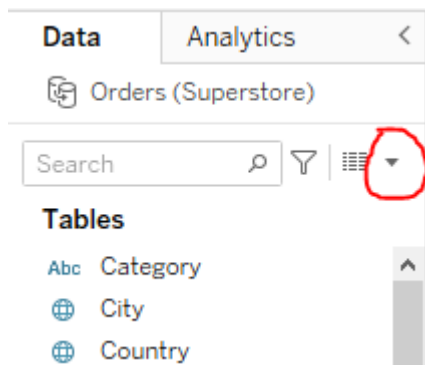 Data Analytics
Orders (Superstore)
Search
Tables
Abc Category
City
Country